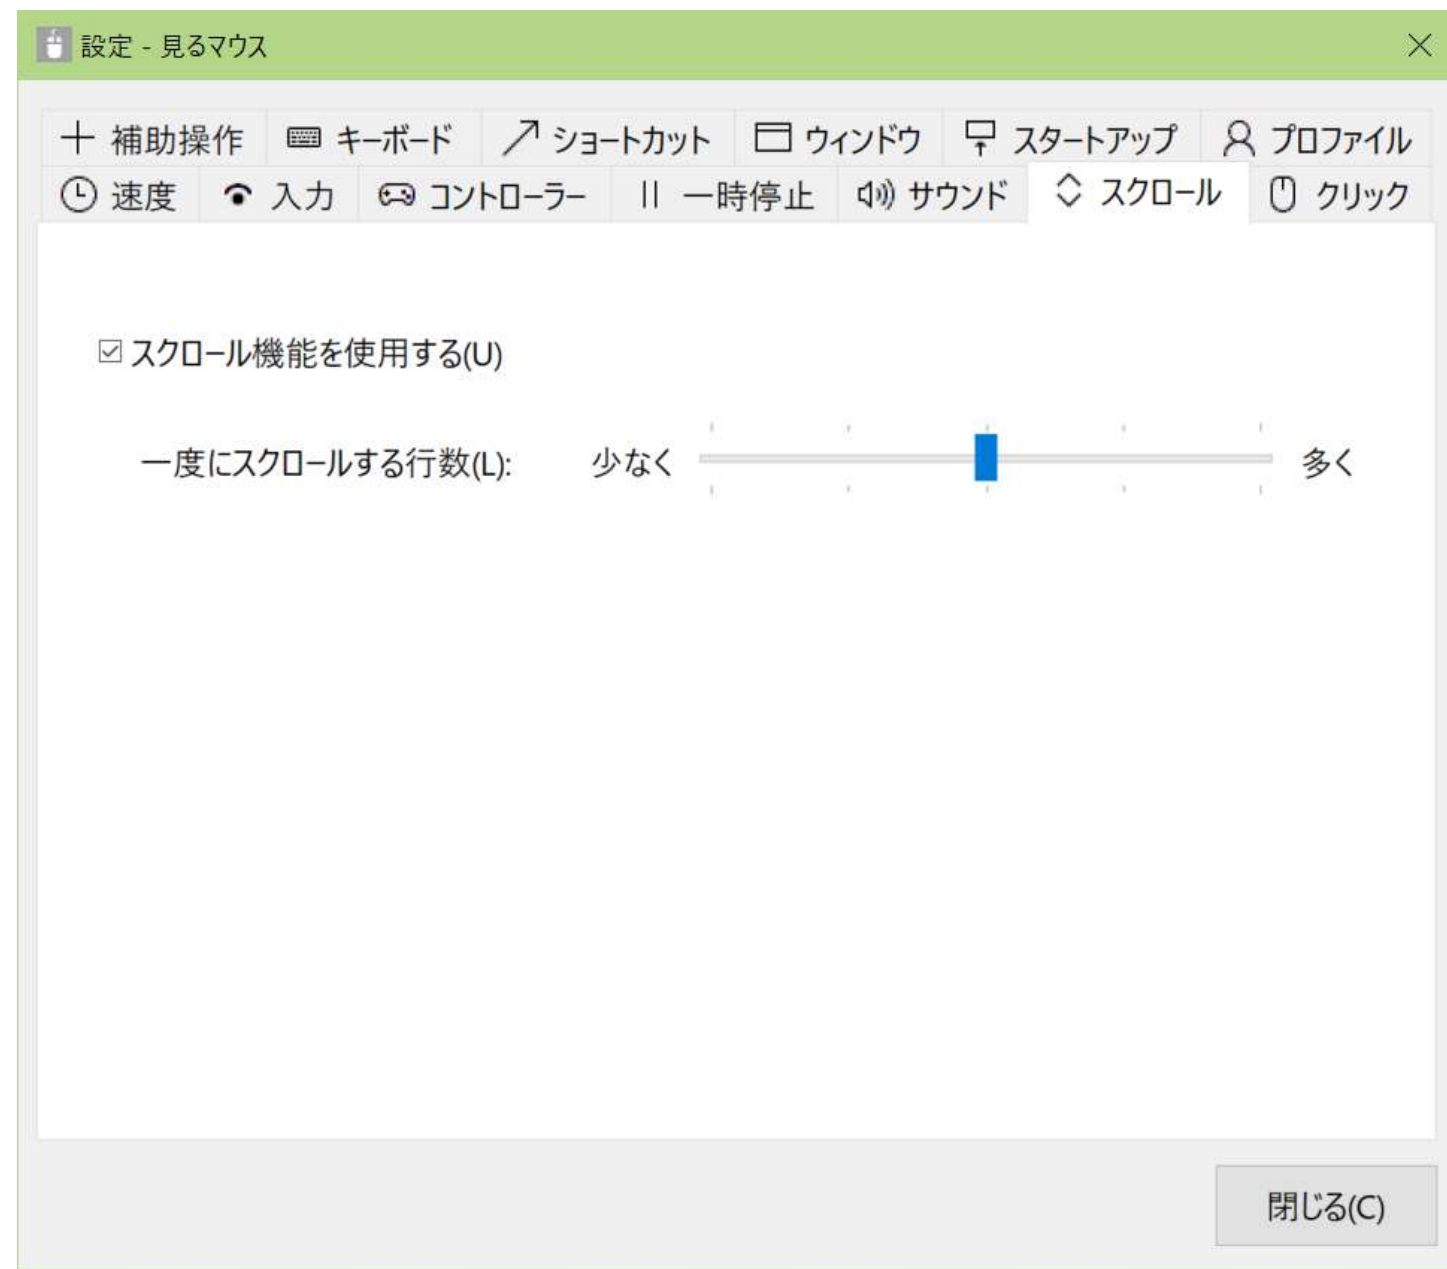 設定 - 見るマウス
補助操作 キーボード ショートカット ウィンドウ スタートアップ プロファイル
速度 入力 コントローラー 一時停止 サウンド スクロール クリック
スクロール機能を使用する(U)
一度にスクロールする行数(L): 少なく 多く
閉じる(C)